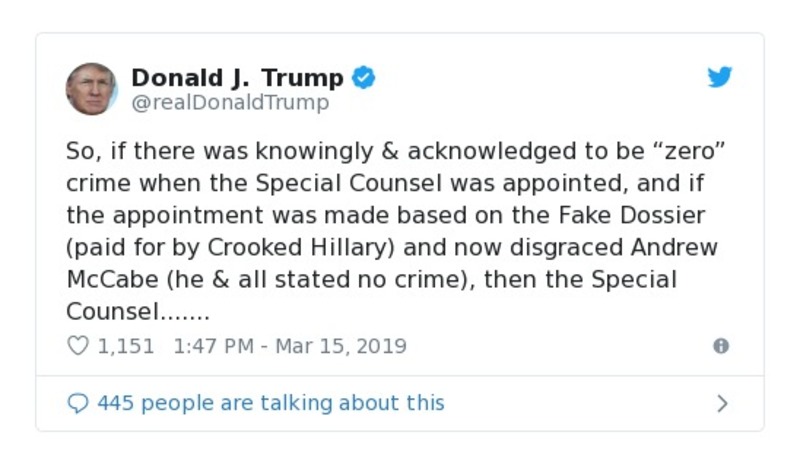 Donald J. Trump
@realDonaldTrump
So, if there was knowingly & acknowledged to be “zero”
crime when the Special Counsel was appointed, and if
the appointment was made based on the Fake Dossier
(paid for by Crooked Hillary) and now disgraced Andrew
McCabe (he & all stated no crime), then the Special
Counsel.......
1,151 1:47 PM - Mar 15, 2019
445 people are talking about this